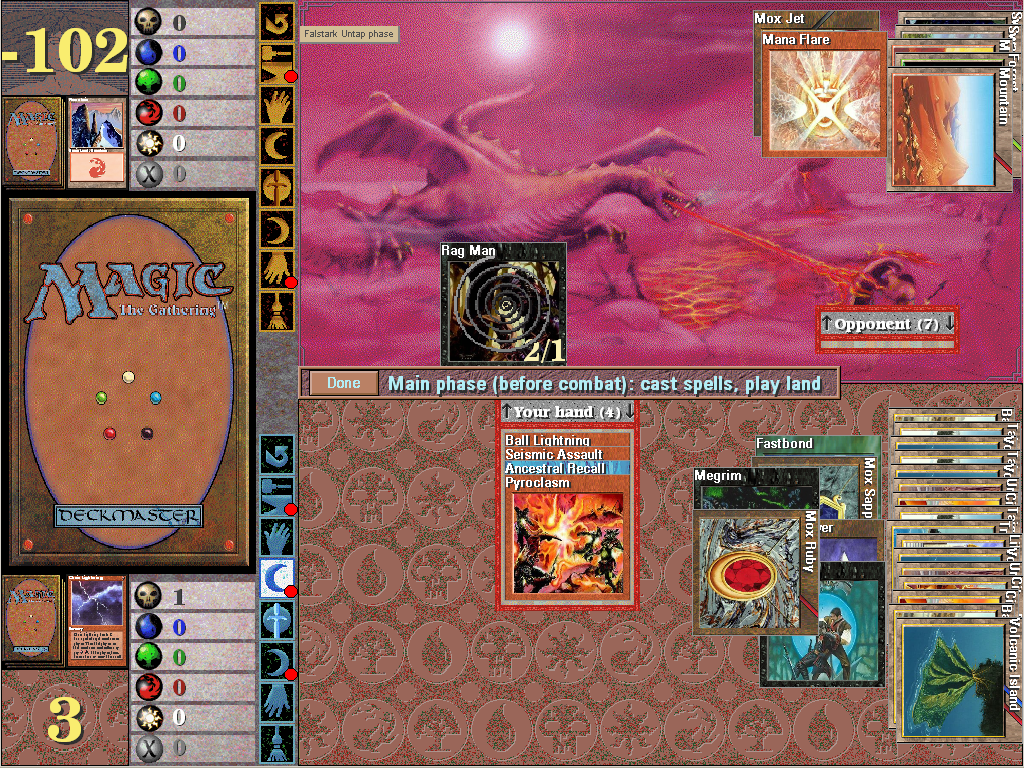 -102
0
0
0
0
0
X 0
Falstark Untap phase
Mox Jet
Mana Flare
Mountain
MAGIC
The Gathering
DECKMASTER
Rag Man
2/1
Opponent (7)
Done
Main phase (before combat): cast spells, play land
Your hand (4)
Ball Lightning
Seismic Assault
Ancestral Recall
Pyroclasm
Fastbond
Megrim
Mox Sapp
Mox Ruby
ver
Volcanic Island
1
0
0
0
0
X 0
3